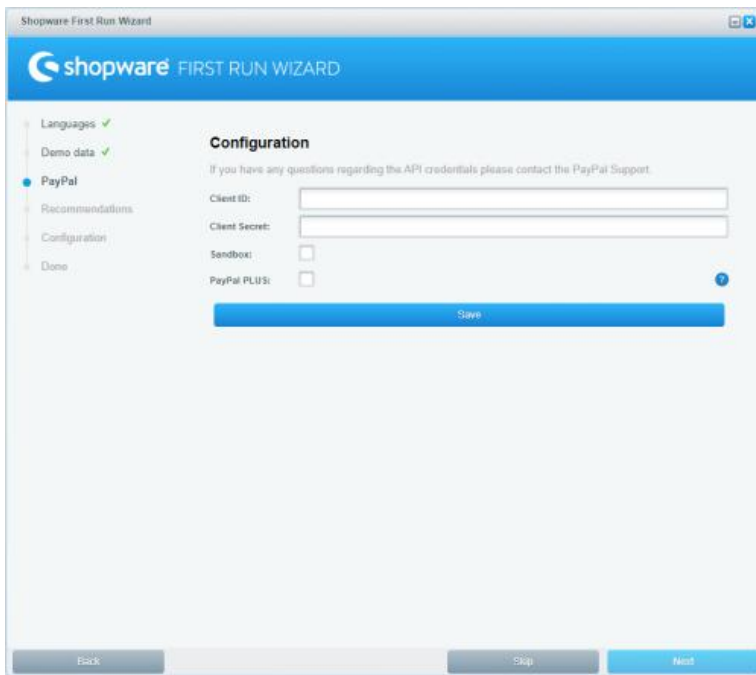 Shopware First Run Wizard
shopware FIRST RUN WIZARD
Languages
Demo data
PayPal
Recommendations
Configuration
Done
Configuration
If you have any questions regarding the API credentials please contact the PayPal Support.
Client ID:
Client Secret:
Sandbox:
PayPal PLUS:
?
Save
Back
Skip
Next